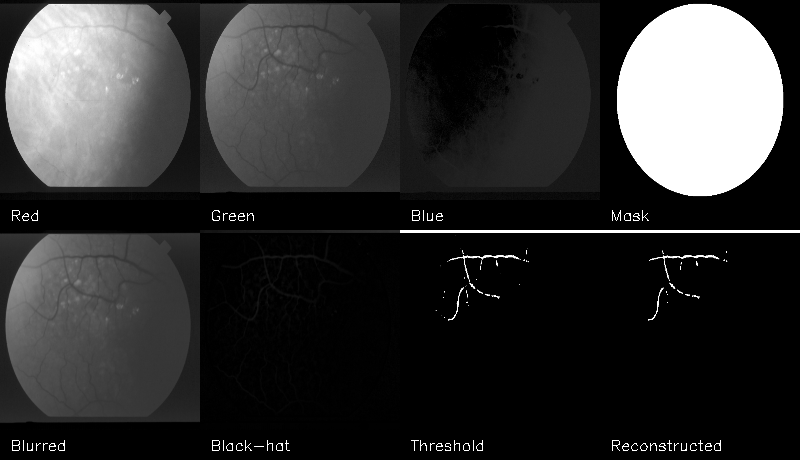 Red
Green
Blue
Mask
Blurred
Black-hat
Threshold
Reconstructed